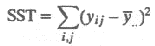 SST = ∑(yij − y̅..)²
i,j